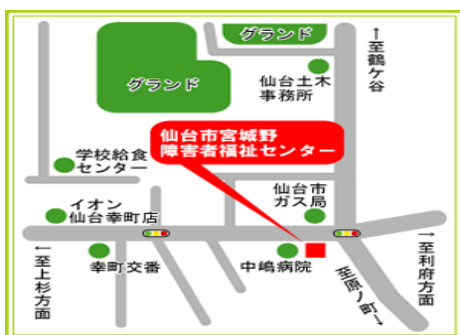 グランド
グランド
↑至鶴ケ谷
仙台土木
事務所
仙台市宮城野
障害者福祉センター
学校給食
センター
仙台市
ガス局
イオン
仙台幸町店
←至上杉方面
幸町交番
中嶋病院
至原ノ町→
→至利府方面